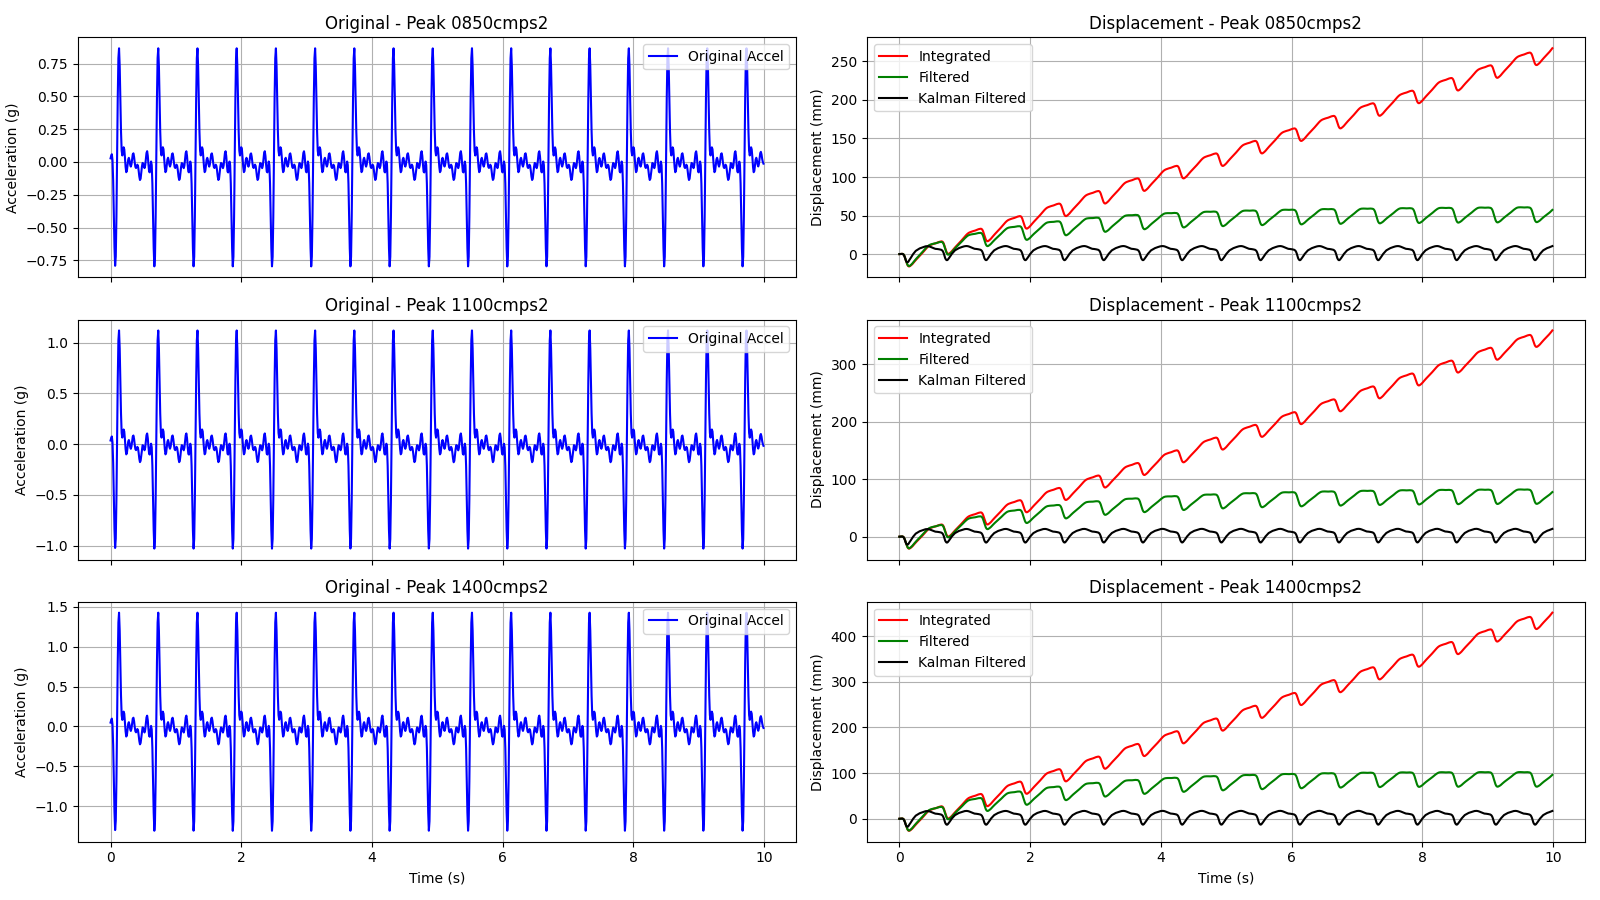 Original - Peak 0850cmps2
Acceleration (g)
0.75
0.50
0.25
0.00
−0.25
−0.50
−0.75
Original Accel
Displacement - Peak 0850cmps2
Displacement (mm)
250
200
150
100
50
0
Integrated
Filtered
Kalman Filtered
Original - Peak 1100cmps2
Acceleration (g)
1.0
0.5
0.0
−0.5
−1.0
Original Accel
Displacement - Peak 1100cmps2
Displacement (mm)
300
200
100
0
Integrated
Filtered
Kalman Filtered
Original - Peak 1400cmps2
Acceleration (g)
1.5
1.0
0.5
0.0
−0.5
−1.0
Original Accel
0 2 4 6 8 10
Time (s)
Displacement - Peak 1400cmps2
Displacement (mm)
400
300
200
100
0
Integrated
Filtered
Kalman Filtered
0 2 4 6 8 10
Time (s)